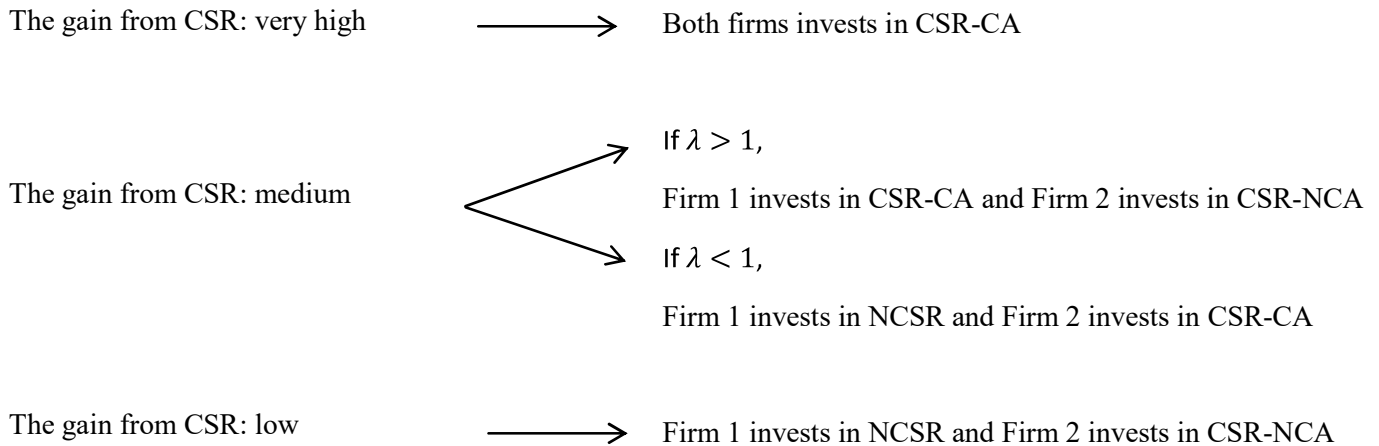 The gain from CSR: very high
Both firms invests in CSR-CA
If λ > 1,
The gain from CSR: medium
Firm 1 invests in CSR-CA and Firm 2 invests in CSR-NCA
If λ < 1,
Firm 1 invests in NCSR and Firm 2 invests in CSR-CA
The gain from CSR: low
Firm 1 invests in NCSR and Firm 2 invests in CSR-NCA